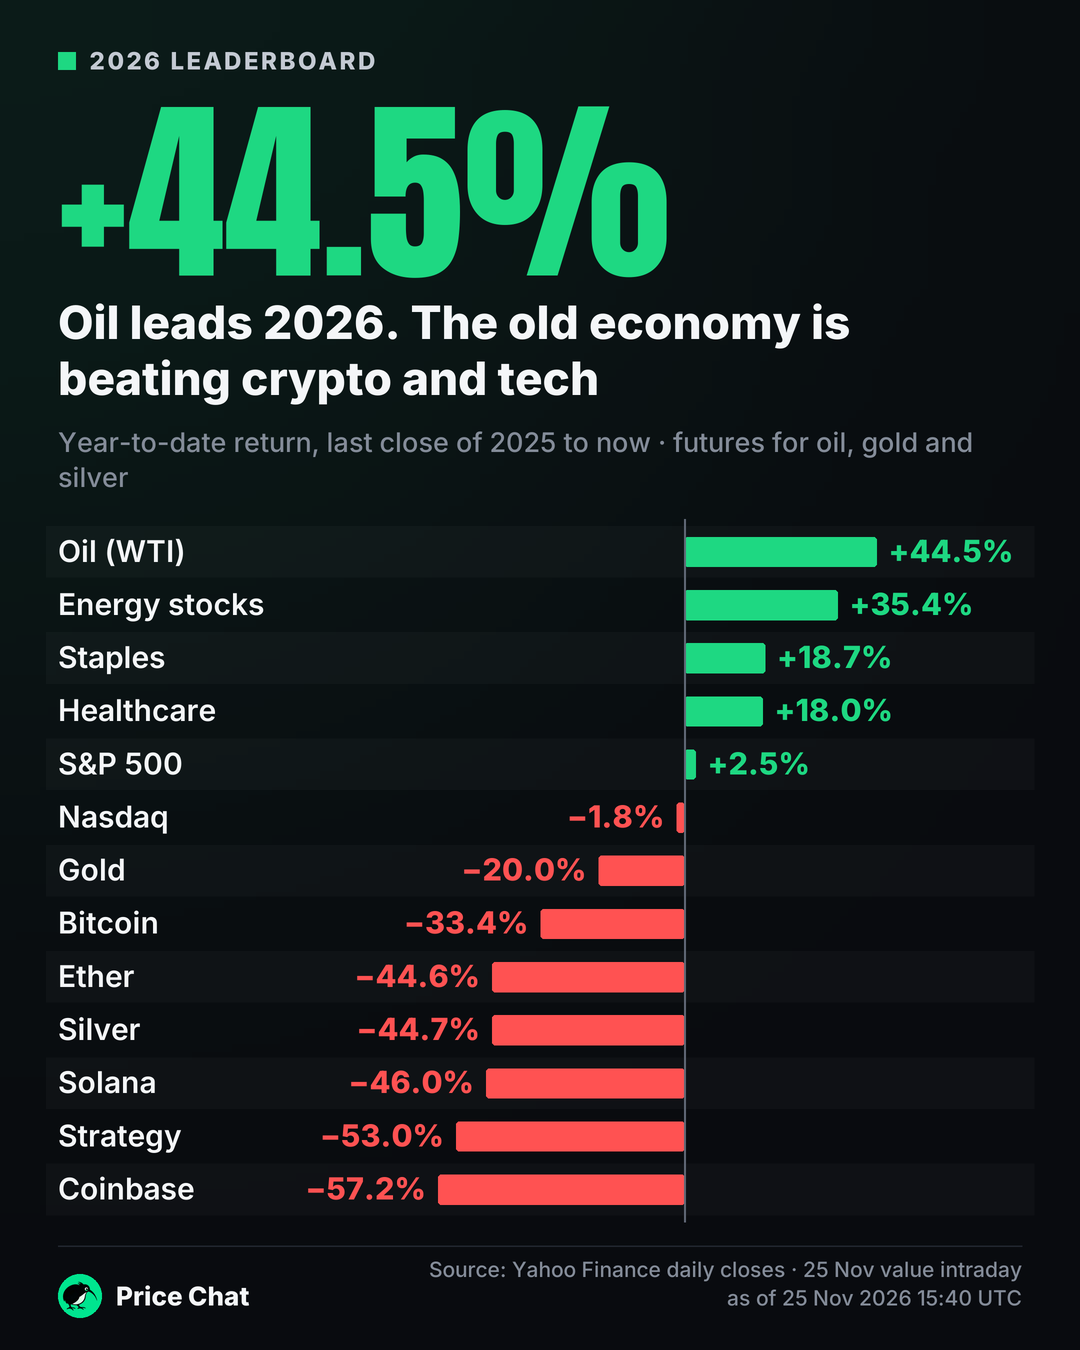 2026 LEADERBOARD
+44.5%
Oil leads 2026. The old economy is
beating crypto and tech
Year-to-date return, last close of 2025 to now · futures for oil, gold and
silver
Oil (WTI) +44.5%
Energy stocks +35.4%
Staples +18.7%
Healthcare +18.0%
S&P 500 +2.5%
Nasdaq −1.8%
Gold −20.0%
Bitcoin −33.4%
Ether −44.6%
Silver −44.7%
Solana −46.0%
Strategy −53.0%
Coinbase −57.2%
Source: Yahoo Finance daily closes · 25 Nov value intraday
as of 25 Nov 2026 15:40 UTC
Price Chat